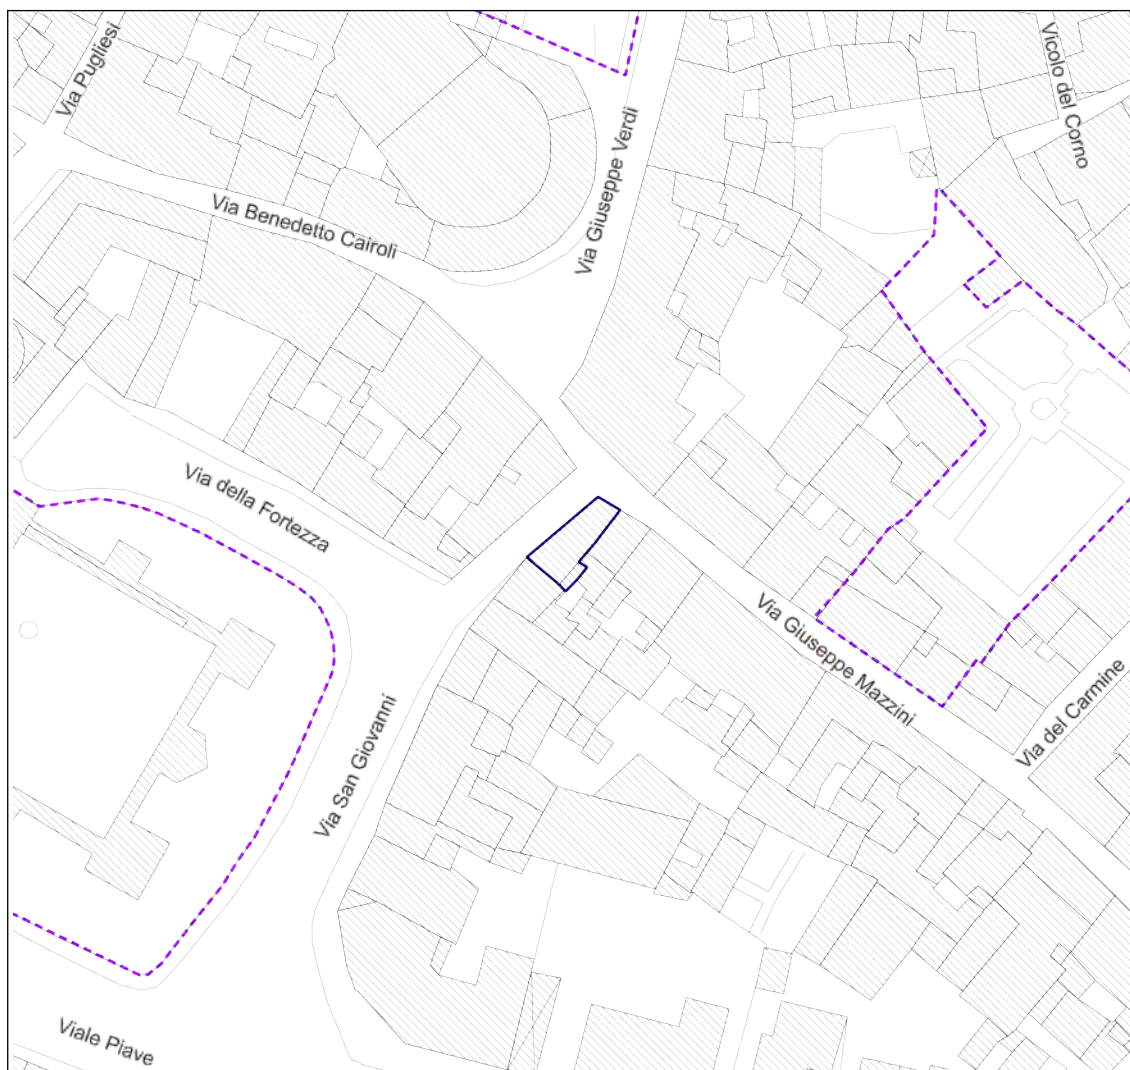 Via Pugliesi
Vicolo del Corno
Via Giuseppe Verdi
Via Benedetto Cairoli
Via della Fortezza
Via Giuseppe Mazzini
Via del Carmine
Via San Giovanni
Viale Piave